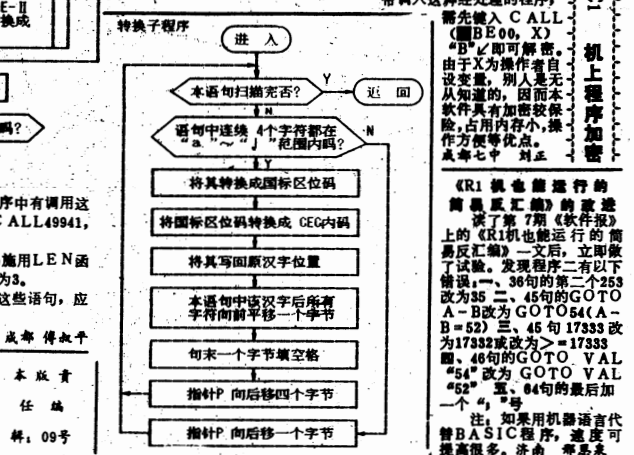 E-Ⅱ
换成
吗?
序中有调用这
CALL49941,
施用LEN函
为3。
这些语句，应
成都 傅叔平
本版责
任编
辑: 09号
转换子程序
进 入
本语句扫描完否?
Y
返 回
N
语句中连续 4个字符都在
“a”～“J”范围内吗?
N
Y
将其转换成国标区位码
将国标区位码转换成 CEC内码
将其写回原汉字位置
本语句中该汉字后所有
字符向前平移一个字节
句末一个字节填空格
指针P 向后移四个字节
指针P 向后移一个字节
需先键入CALL
BE00, X)
“B”↙即可解密。
由于X为操作者自
设变量，别人是无
从知道的，因而本
软件具有加密较保
险，占用内存小，操
作方便等优点。
成都七中 刘正
机上程序加密
《R1 机也能运行的
简易反汇编》的改进
读了第 7期《软件报》
上的《R1机也能运行的简
易反汇编》一文后，立即做
了试验。发现程序二有以下
错误:一、36句的第二个253
改为35 二、45句的GOTO
A－B改为GOTO54(A－
B＝52) 三、45 句 17333 改
为17332或改为＞＝17333
四、46句的GOTO VAL
“54”改为 GOTO VAL
“52” 五、64句的最后加
一个“;”号
注: 如果用机器语言代
替BASIC程序，速度可
提高很多。济南